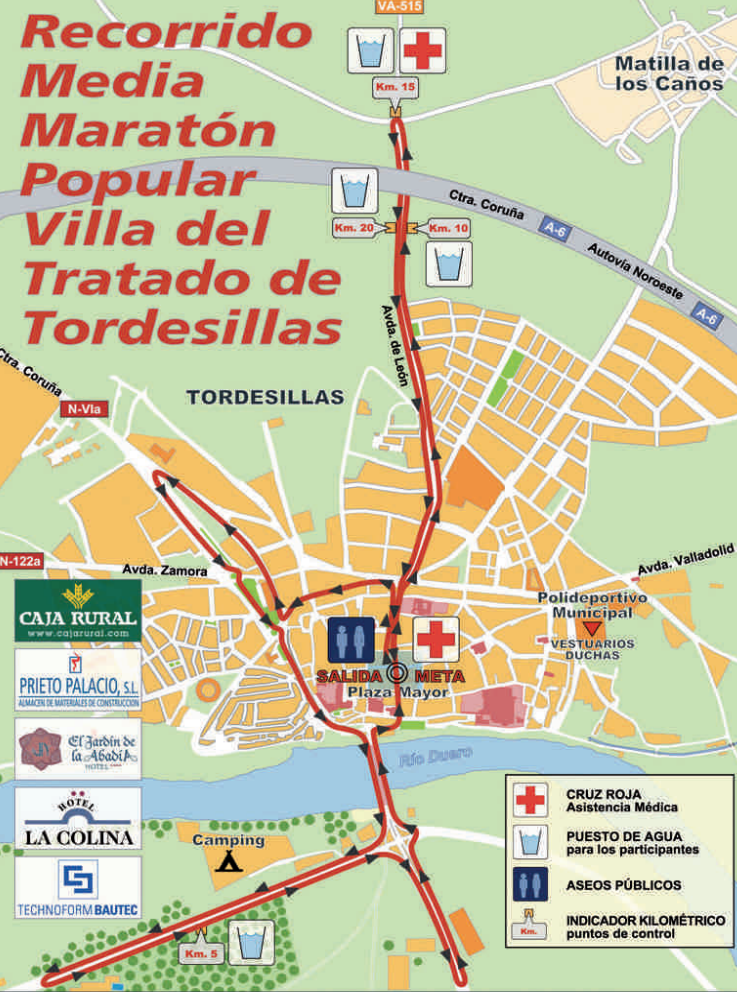 VA-515
Recorrido
Media
Maratón
Popular
Villa del
Tratado de
Tordesillas
Km. 15
Matilla de
los Caños
Km. 20
Km. 10
Ctra. Coruña
A-6
Autovía Noroeste
A-6
Avda. de León
Ctra. Coruña
N-VIa
TORDESILLAS
N-122a
Avda. Zamora
Avda. Valladolid
Polideportivo
Municipal
VESTUARIOS
DUCHAS
SALIDA META
Plaza Mayor
CAJA RURAL
www.cajarural.com
PRIETO PALACIO, S.L.
ALMACEN DE MATERIALES DE CONSTRUCCION
El Jardín de
la Abadía
HOTEL
HOTEL
LA COLINA
TECHNOFORM BAUTEC
Río Duero
Camping
Km. 5
CRUZ ROJA
Asistencia Médica
PUESTO DE AGUA
para los participantes
ASEOS PÚBLICOS
Km.
INDICADOR KILOMÉTRICO
puntos de control